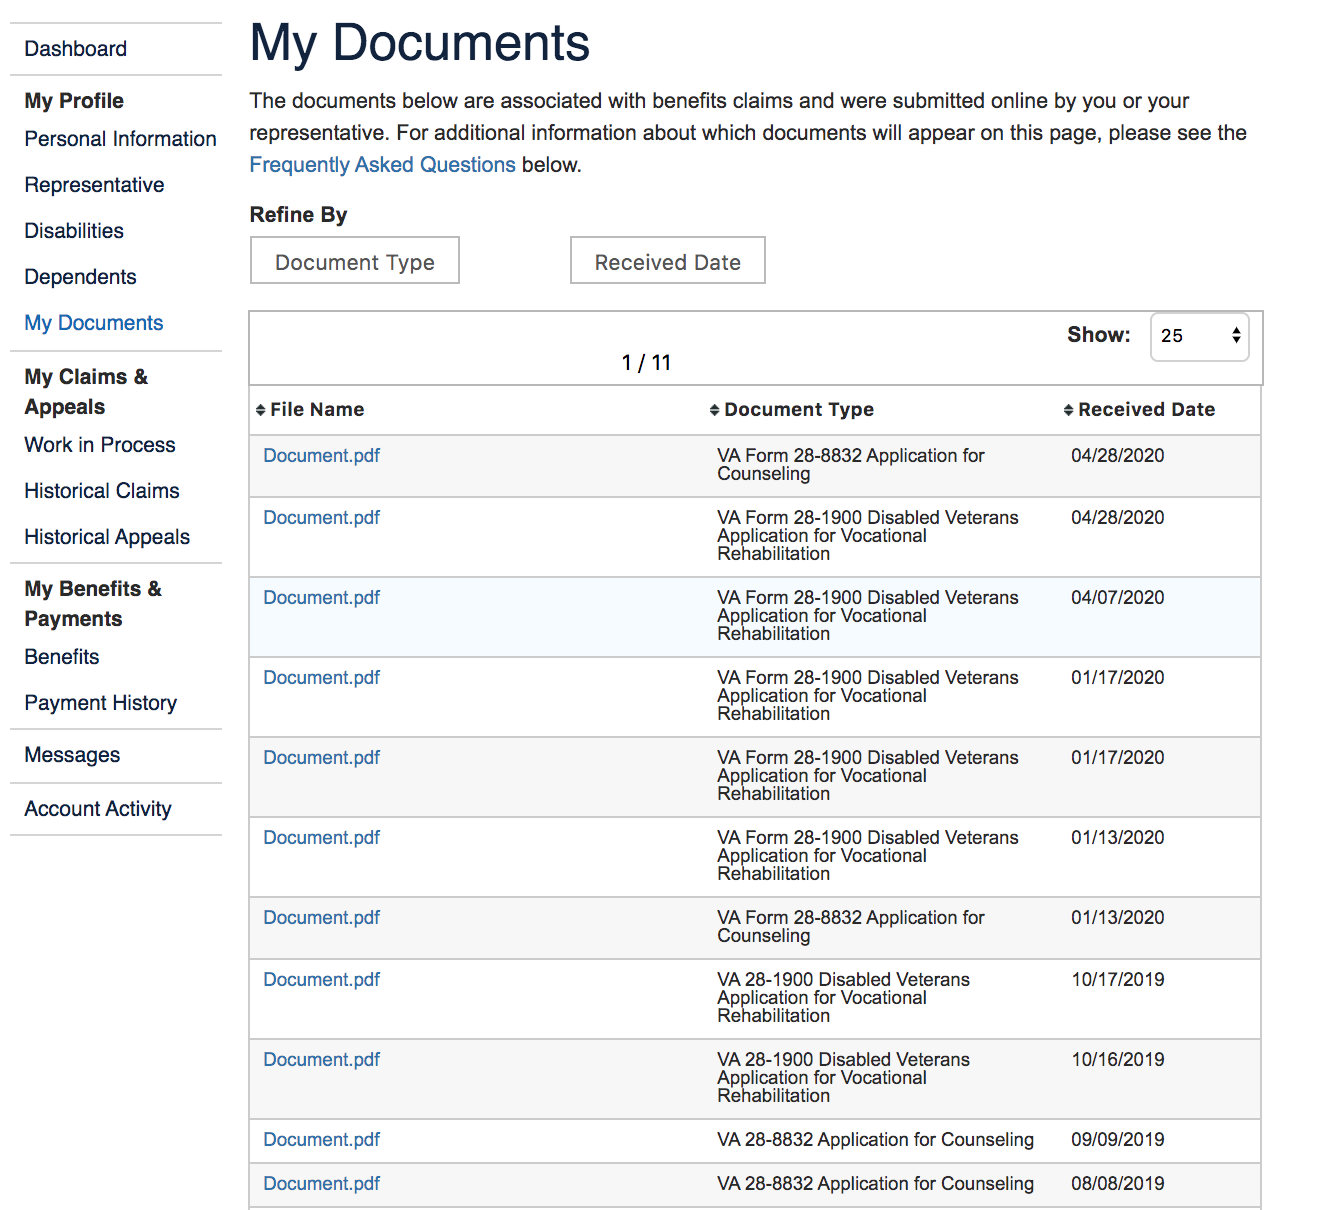 Dashboard
My Profile
Personal Information
Representative
Disabilities
Dependents
My Documents
My Claims &
Appeals
Work in Process
Historical Claims
Historical Appeals
My Benefits &
Payments
Benefits
Payment History
Messages
Account Activity
My Documents
The documents below are associated with benefits claims and were submitted online by you or your
representative. For additional information about which documents will appear on this page, please see the
Frequently Asked Questions below.
Refine By
Document Type Received Date
Show: 25
1 / 11
File Name Document Type Received Date
Document.pdf VA Form 28-8832 Application for 04/28/2020
Counseling
Document.pdf VA Form 28-1900 Disabled Veterans 04/28/2020
Application for Vocational
Rehabilitation
Document.pdf VA Form 28-1900 Disabled Veterans 04/07/2020
Application for Vocational
Rehabilitation
Document.pdf VA Form 28-1900 Disabled Veterans 01/17/2020
Application for Vocational
Rehabilitation
Document.pdf VA Form 28-1900 Disabled Veterans 01/17/2020
Application for Vocational
Rehabilitation
Document.pdf VA Form 28-1900 Disabled Veterans 01/13/2020
Application for Vocational
Rehabilitation
Document.pdf VA Form 28-8832 Application for 01/13/2020
Counseling
Document.pdf VA 28-1900 Disabled Veterans 10/17/2019
Application for Vocational
Rehabilitation
Document.pdf VA 28-1900 Disabled Veterans 10/16/2019
Application for Vocational
Rehabilitation
Document.pdf VA 28-8832 Application for Counseling 09/09/2019
Document.pdf VA 28-8832 Application for Counseling 08/08/2019